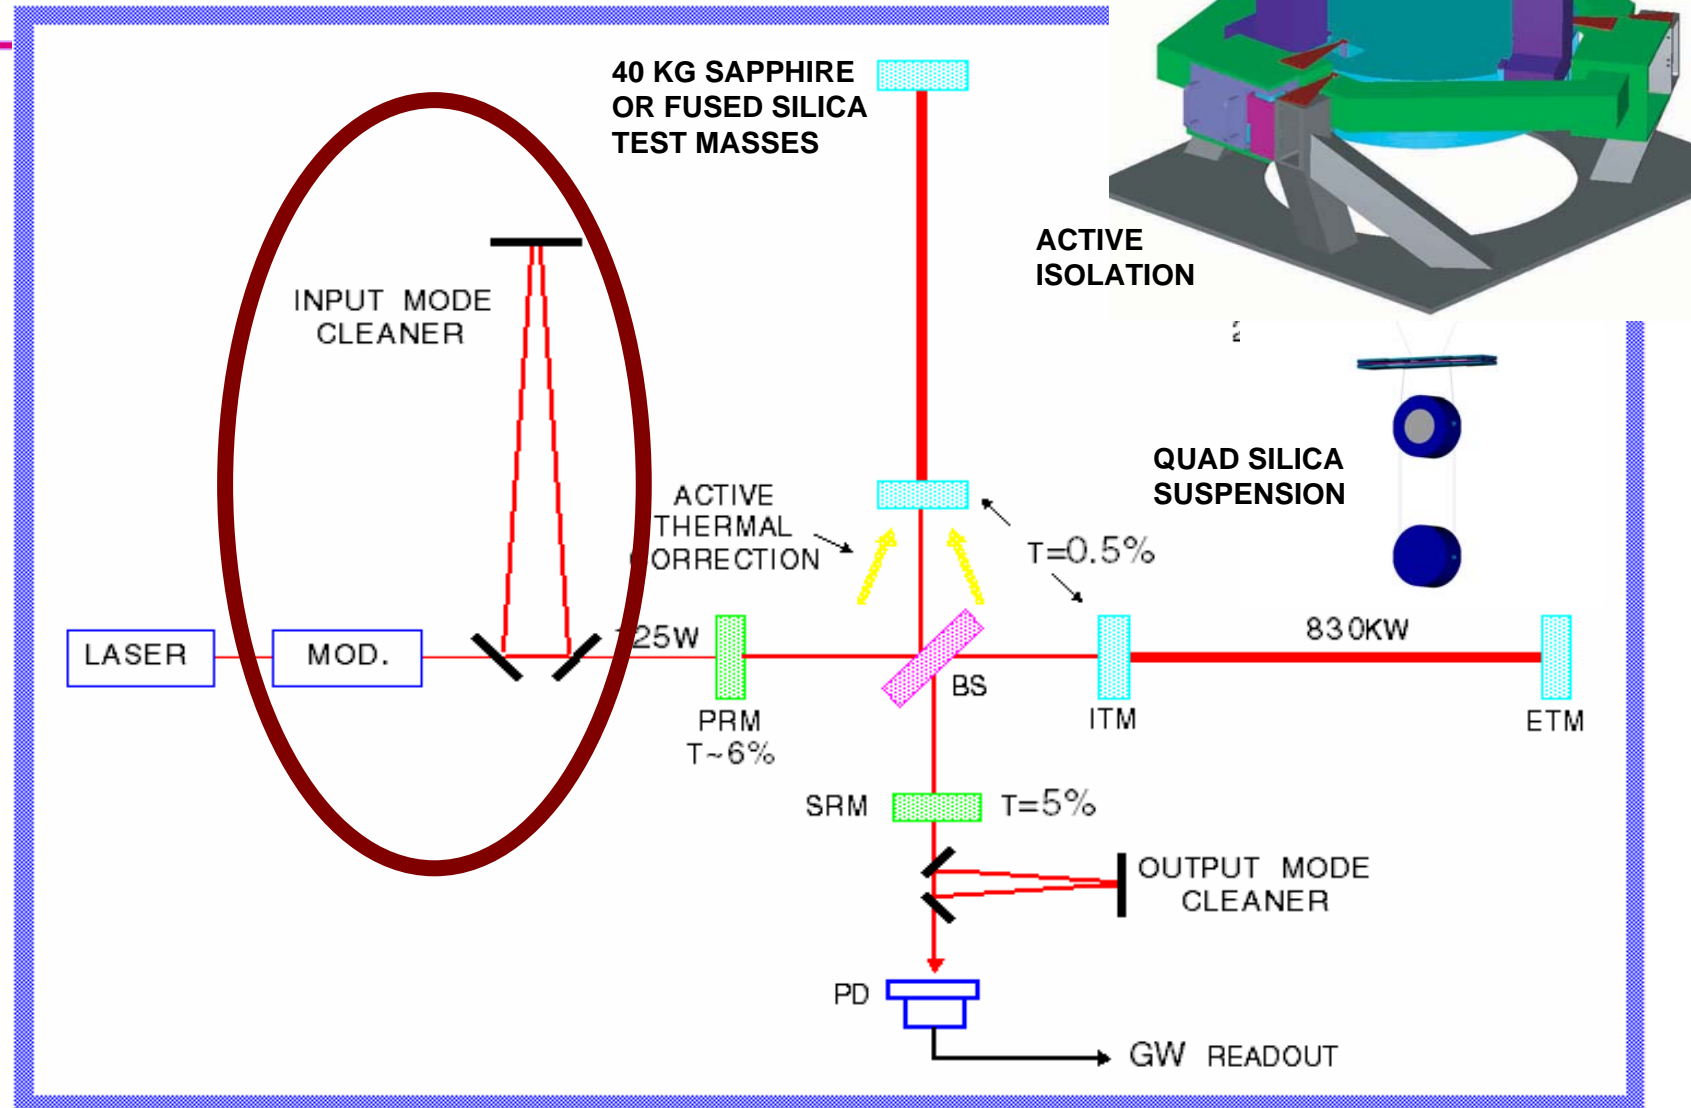 40 KG SAPPHIRE
OR FUSED SILICA
TEST MASSES
ACTIVE
ISOLATION
INPUT MODE
CLEANER
QUAD SILICA
SUSPENSION
ACTIVE
THERMAL
CORRECTION
T=0.5%
LASER
MOD.
125W
830KW
BS
PRM
T~6%
ITM
ETM
SRM
T=5%
OUTPUT MODE
CLEANER
PD
GW READOUT